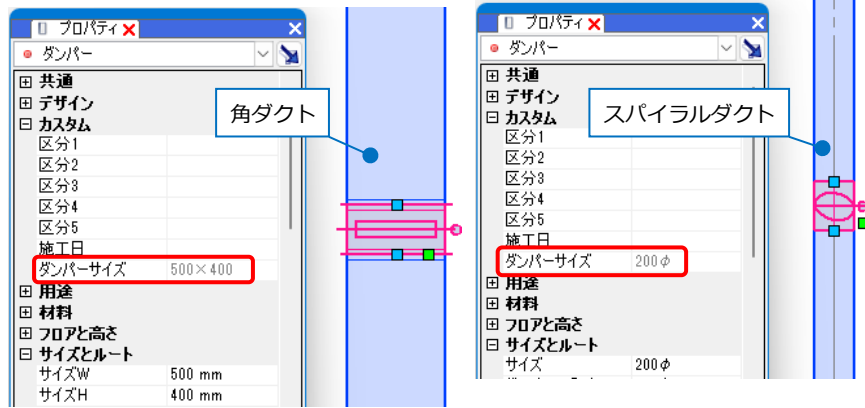 プロパティ
ダンパー
共通
デザイン
カスタム
区分1
区分2
区分3
区分4
区分5
施工日
ダンパーサイズ 500×400
用途
材料
フロアと高さ
サイズとルート
サイズW 500 mm
サイズH 400 mm
角ダクト
プロパティ
ダンパー
共通
デザイン
カスタム
区分1
区分2
区分3
区分4
区分5
施工日
ダンパーサイズ 200φ
用途
材料
フロアと高さ
サイズとルート
サイズ 200φ
スパイラルダクト